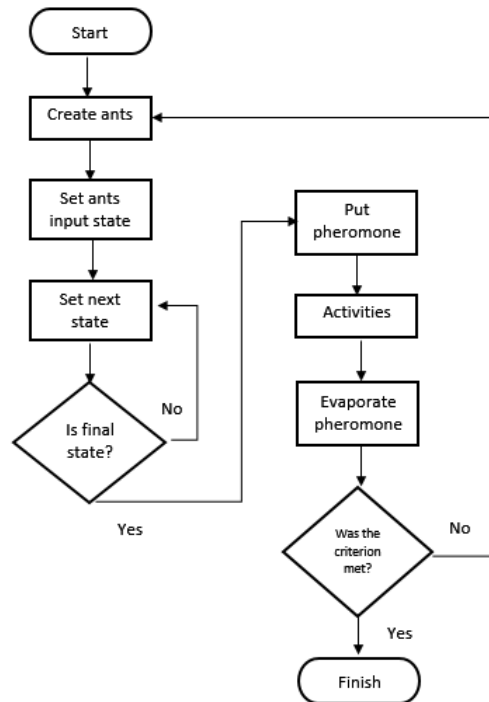 Start
Create ants
Set ants
input state
Set next
state
No
Is final
state?
Yes
Put
pheromone
Activities
Evaporate
pheromone
Was the
criterion
met?
No
Yes
Finish